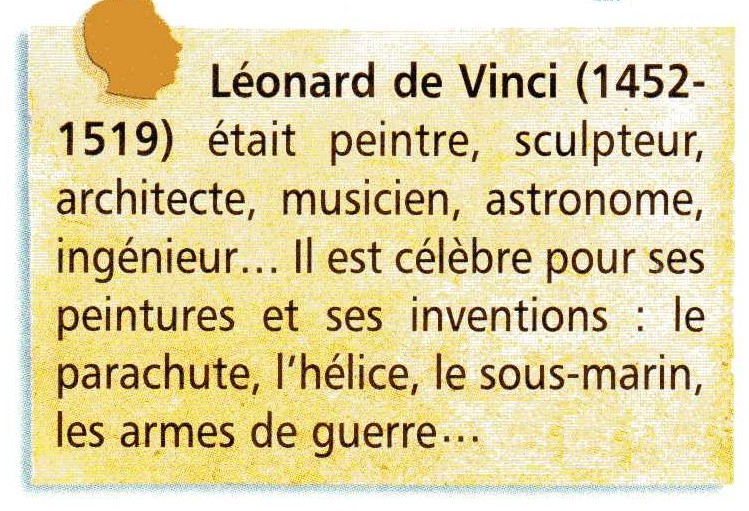 Léonard de Vinci (1452-
1519) était peintre, sculpteur,
architecte, musicien, astronome,
ingénieur... Il est célèbre pour ses
peintures et ses inventions : le
parachute, l'hélice, le sous-marin,
les armes de guerre...